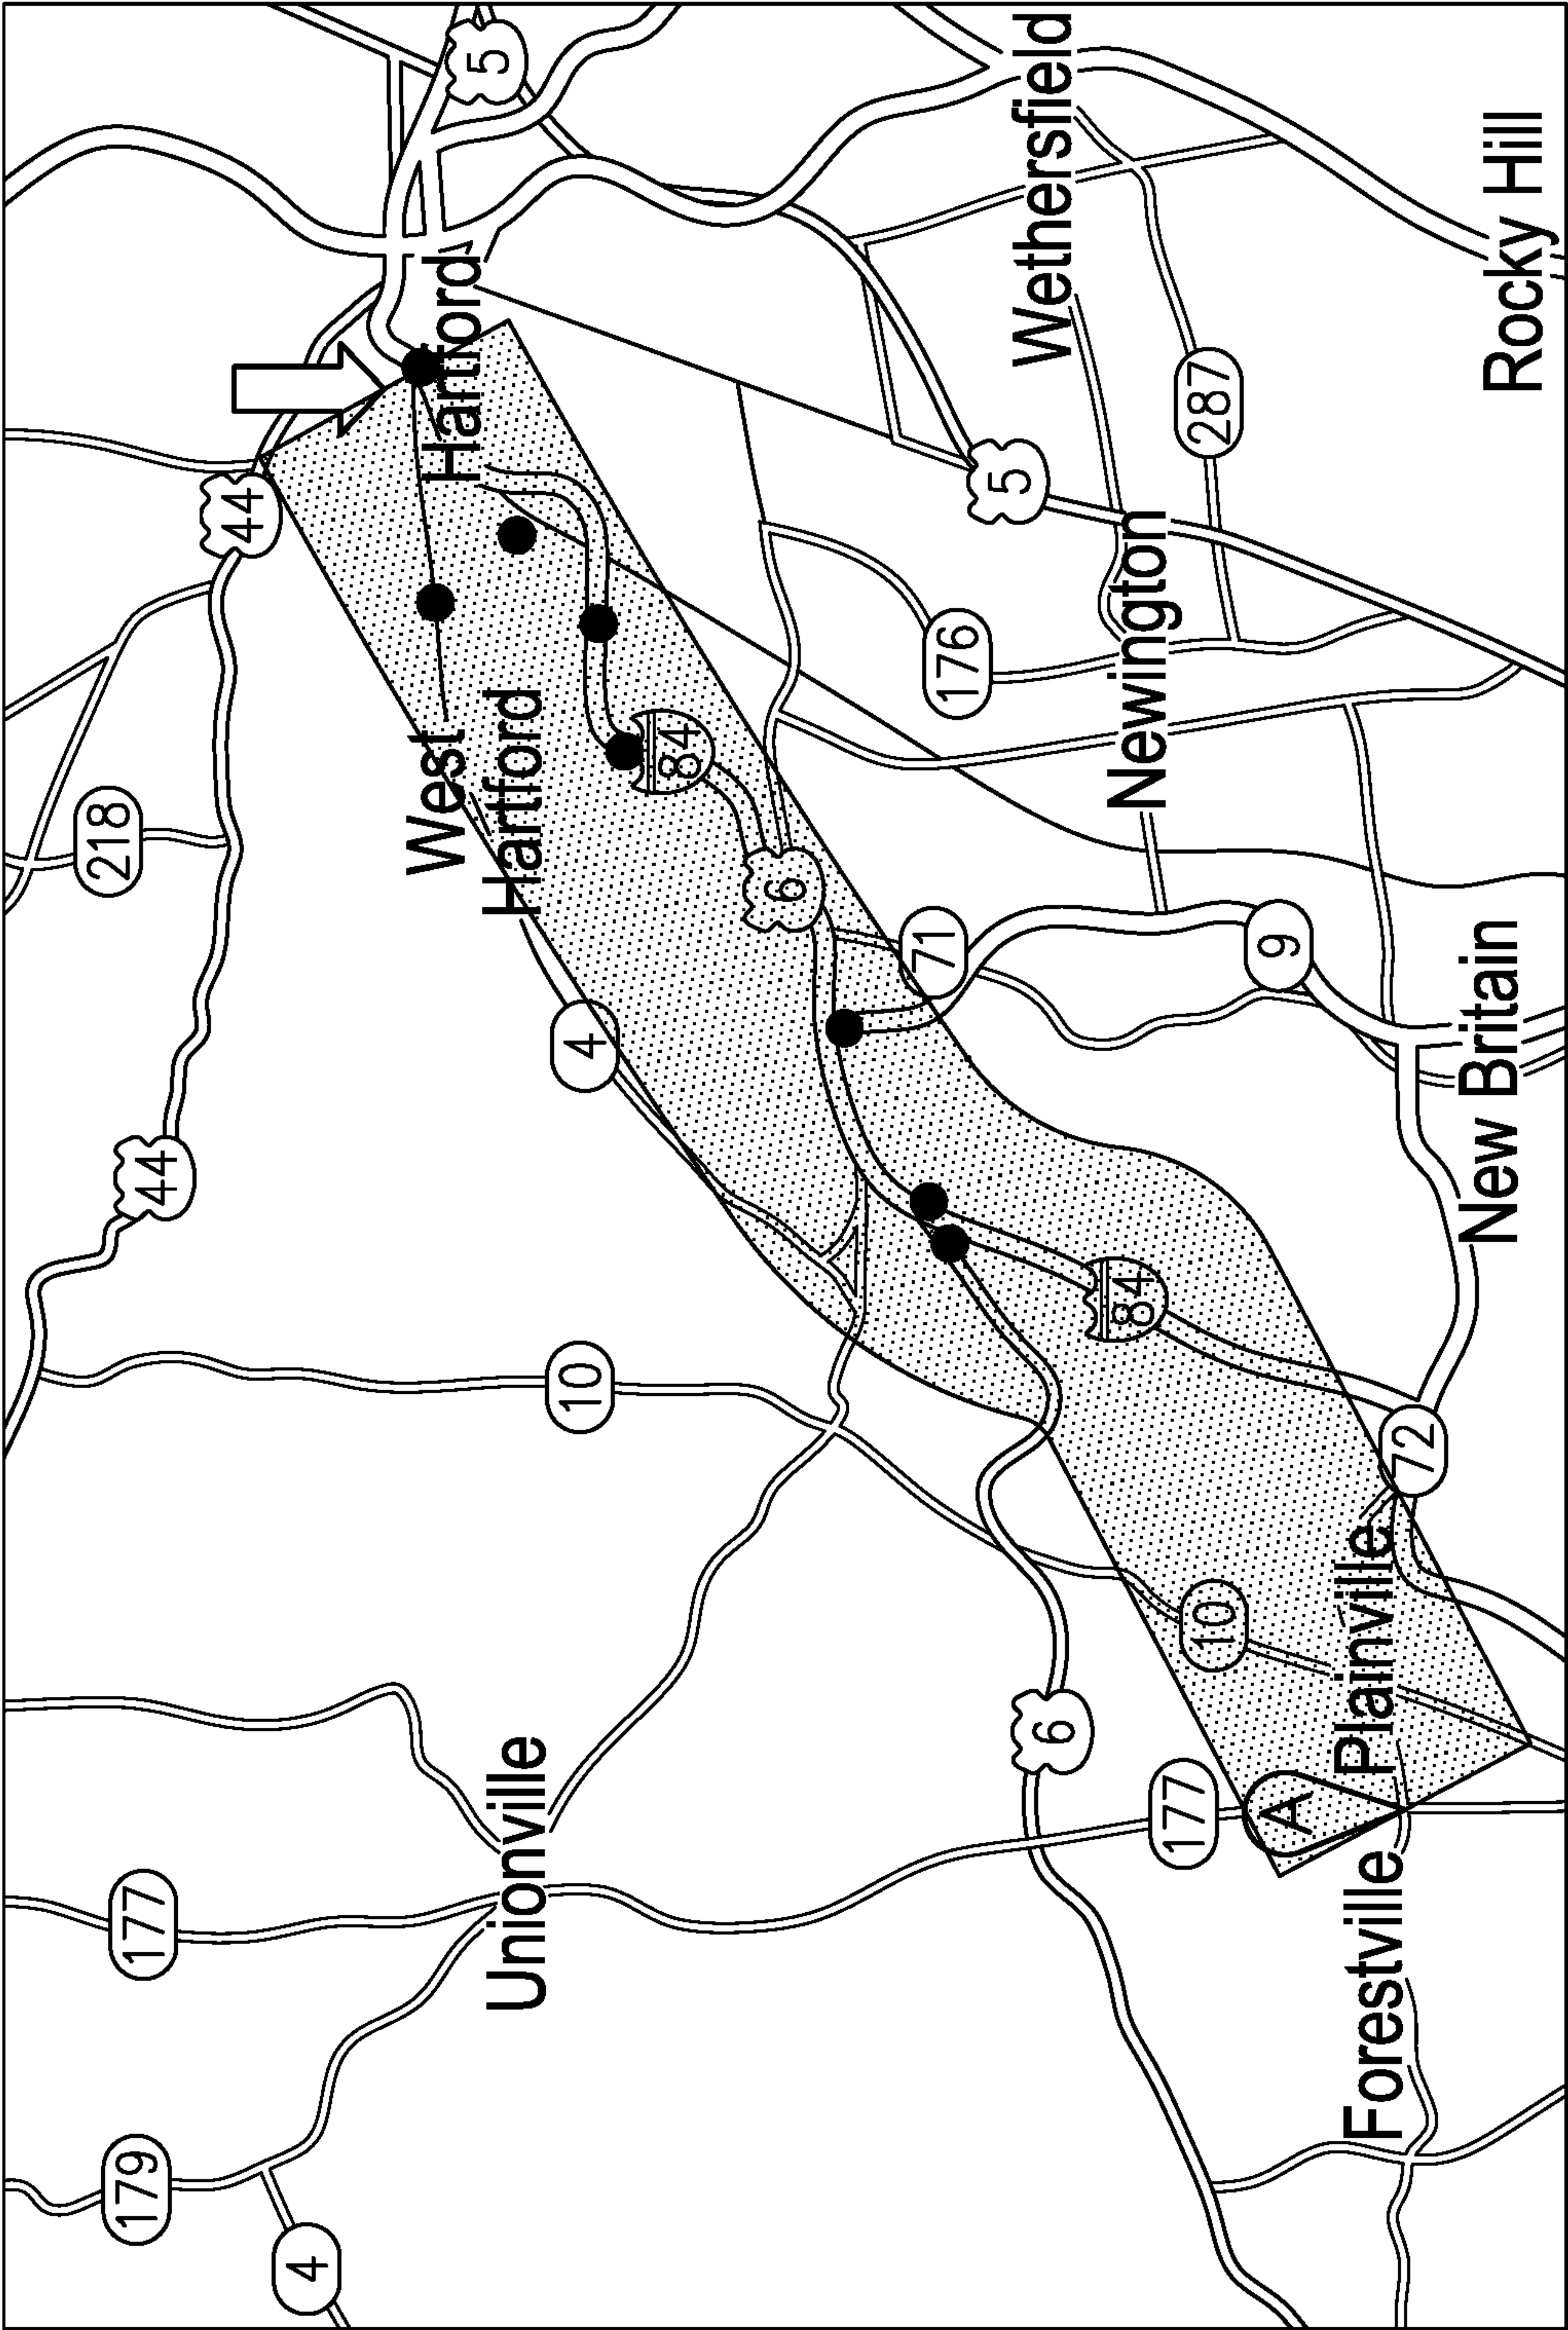 218
179
177
44
44
4
West
Hartford
Hartford
5
Unionville
10
4
84
6
71
176
5
6
Wethersfield
84
Newington
177
10
287
A
9
Forestville
Plainville
72
New Britain
Rocky Hill